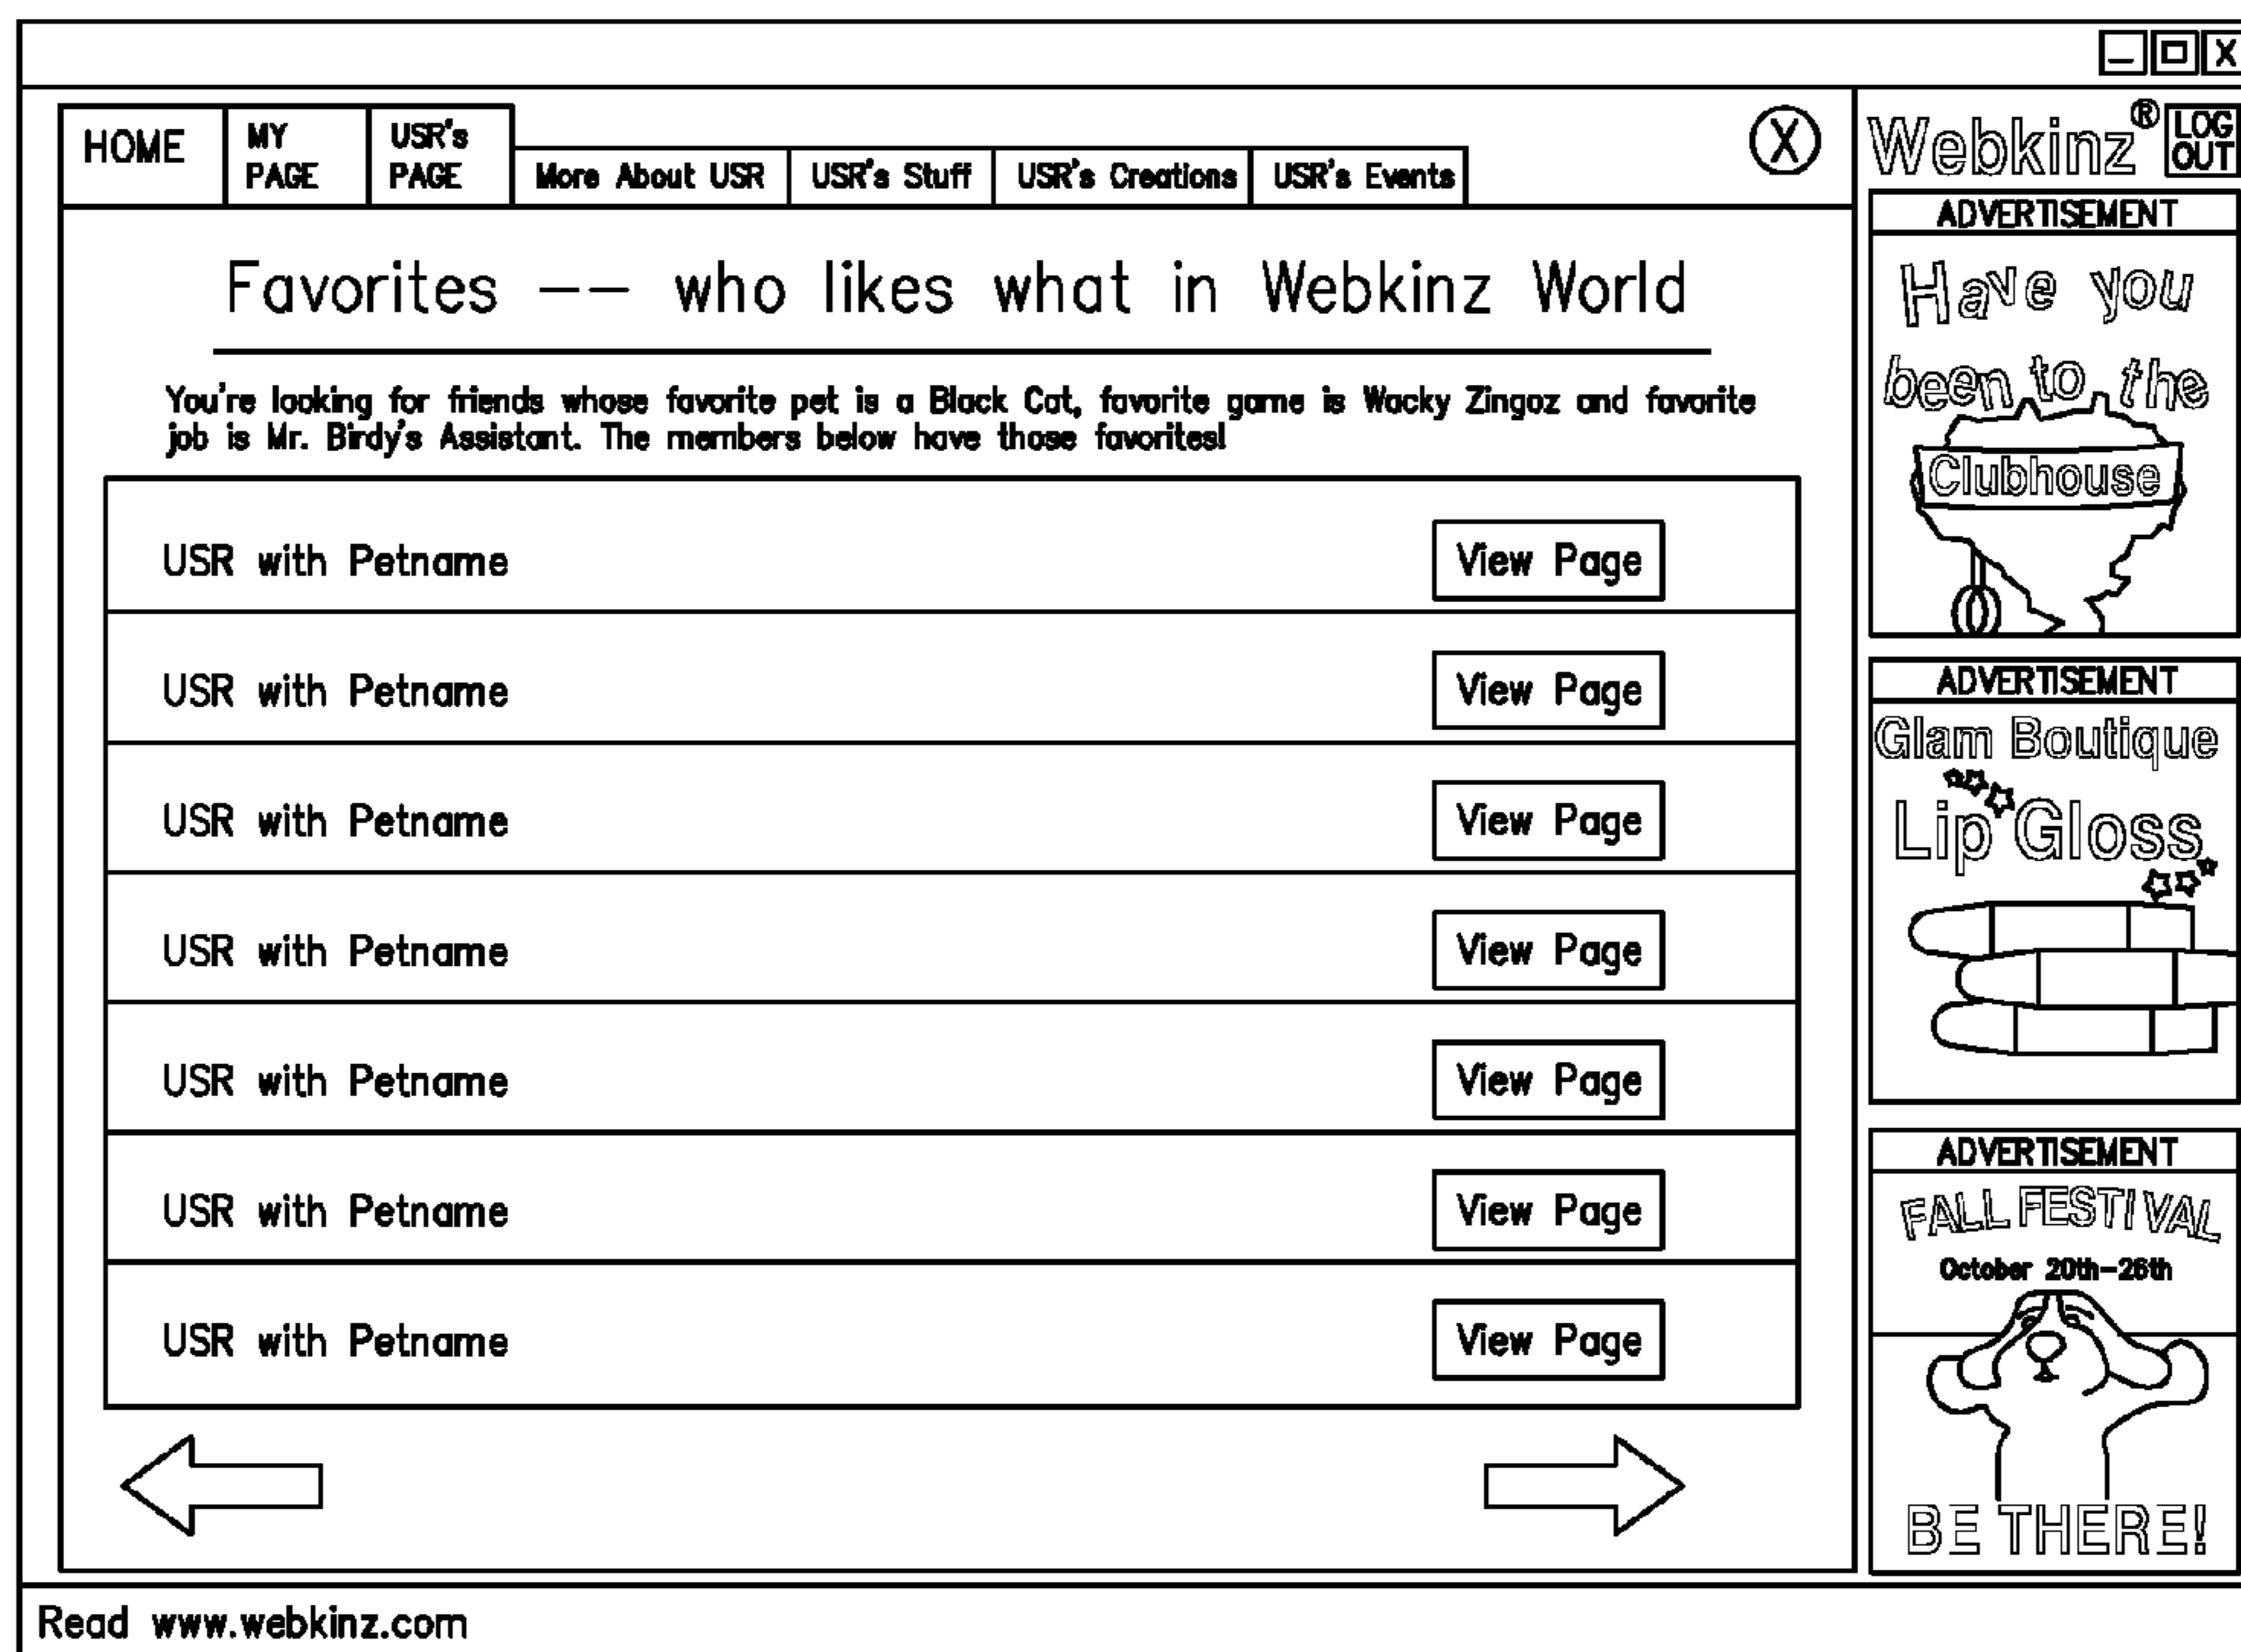 X
HOME
MY
PAGE
USR's
PAGE
More About USR
USR's Stuff
USR's Creations
USR's Events
X
Webkinz®
LOG
OUT
Favorites -- who likes what in Webkinz World
You're looking for friends whose favorite pet is a Black Cat, favorite game is Wacky Zingoz and favorite
job is Mr. Birdy's Assistant. The members below have those favorites!
USR with Petname View Page
USR with Petname View Page
USR with Petname View Page
USR with Petname View Page
USR with Petname View Page
USR with Petname View Page
USR with Petname View Page
ADVERTISEMENT
Have you
been to the
Clubhouse
ADVERTISEMENT
Glam Boutique
Lip Gloss
ADVERTISEMENT
FALL FESTIVAL
October 20th-26th
BE THERE!
Read www.webkinz.com